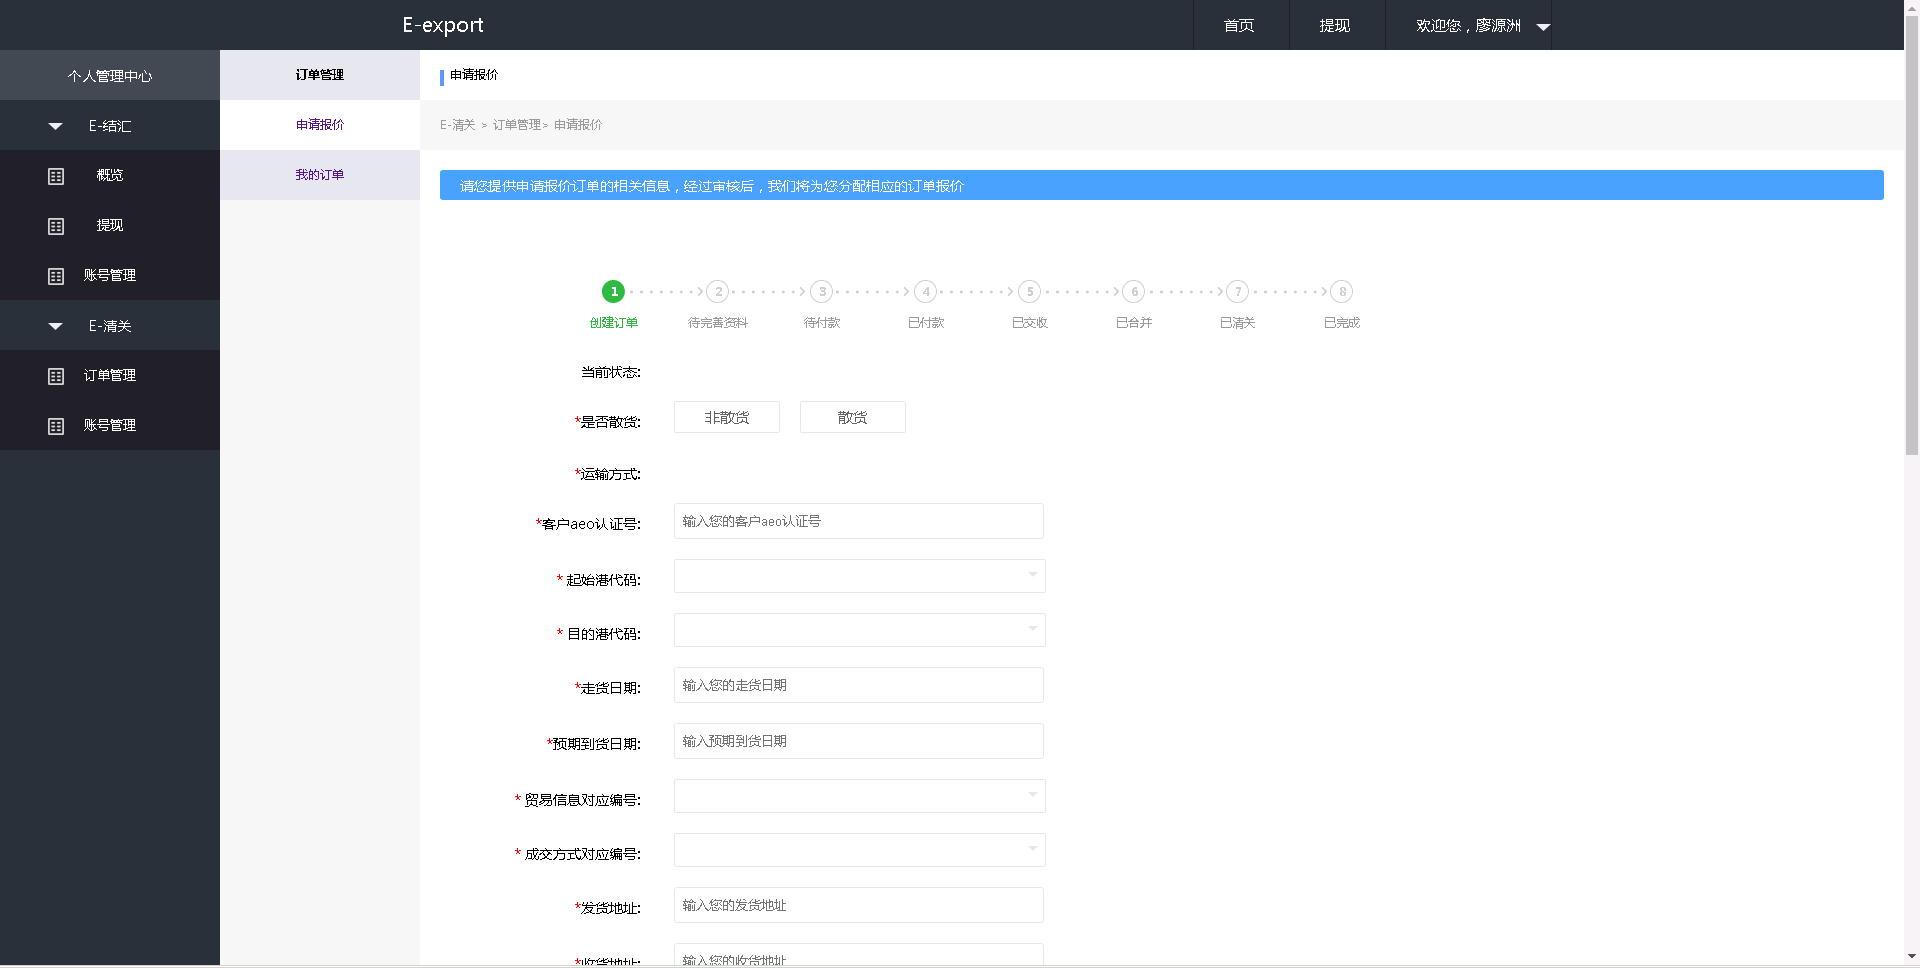 E-export
首页
提现
欢迎您，廖源洲
个人管理中心
E-结汇
概览
提现
账号管理
E-清关
订单管理
账号管理
订单管理
申请报价
我的订单
申请报价
E-清关 > 订单管理> 申请报价
请您提供申请报价订单的相关信息，经过审核后，我们将为您分配相应的订单报价
1 2 3 4 5 6 7 8
创建订单 待完善资料 待付款 已付款 已交收 已合并 已清关 已完成
当前状态:
*是否散货: 非散货 散货
*运输方式:
*客户aeo认证号: 输入您的客户aeo认证号
* 起始港代码:
* 目的港代码:
*走货日期: 输入您的走货日期
*预期到货日期: 输入预期到货日期
* 贸易信息对应编号:
* 成交方式对应编号:
*发货地址: 输入您的发货地址
*收货地址: 输入您的收货地址